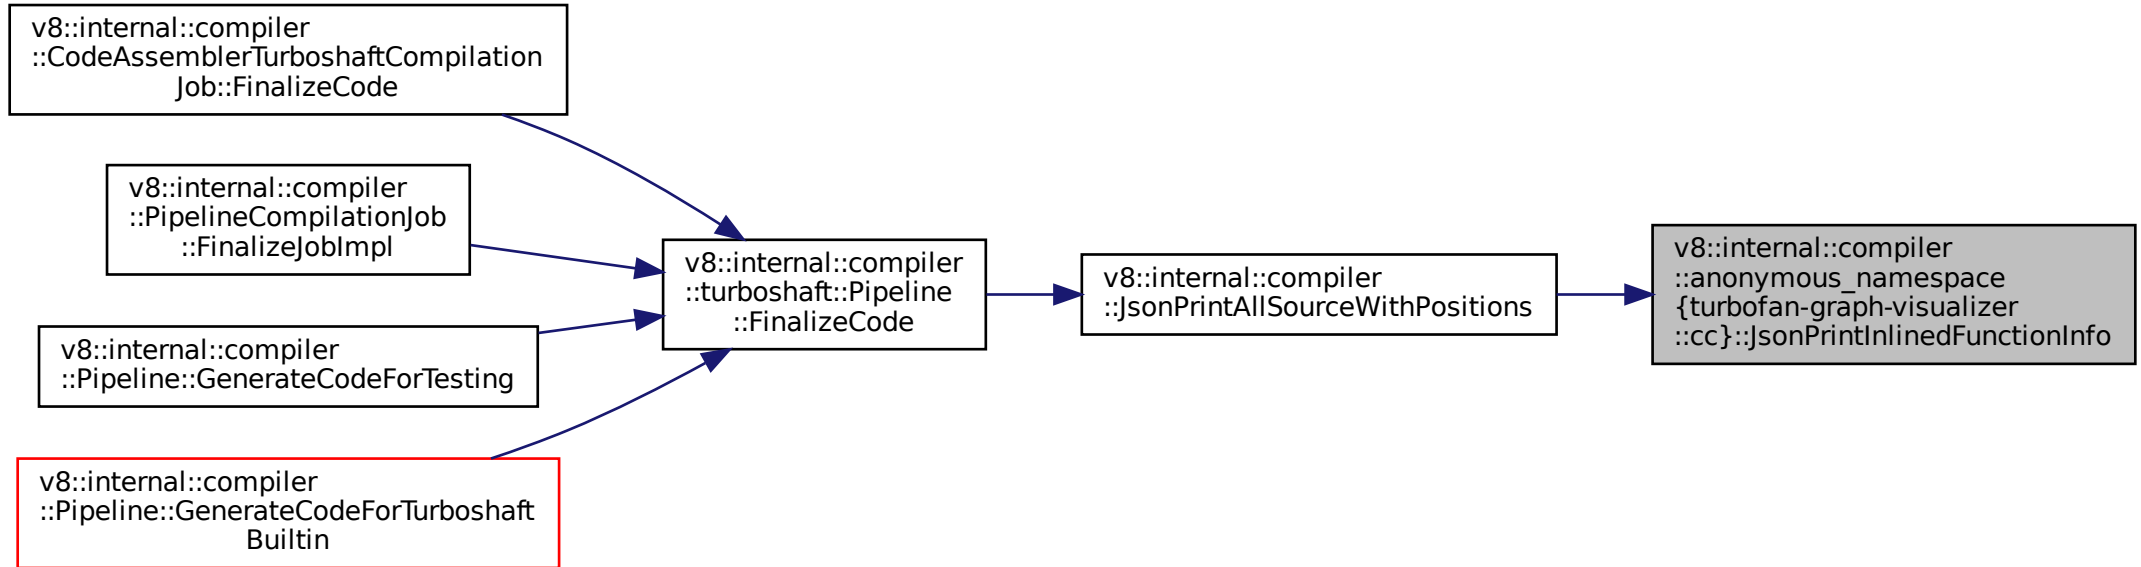 v8::internal::compiler
::CodeAssemblerTurboshaftCompilation
Job::FinalizeCode
v8::internal::compiler
::PipelineCompilationJob
::FinalizeJobImpl
v8::internal::compiler
::Pipeline::GenerateCodeForTesting
v8::internal::compiler
::Pipeline::GenerateCodeForTurboshaft
Builtin
v8::internal::compiler
::turboshaft::Pipeline
::FinalizeCode
v8::internal::compiler
::JsonPrintAllSourceWithPositions
v8::internal::compiler
::anonymous_namespace
{turbofan-graph-visualizer
::cc}::JsonPrintInlinedFunctionInfo